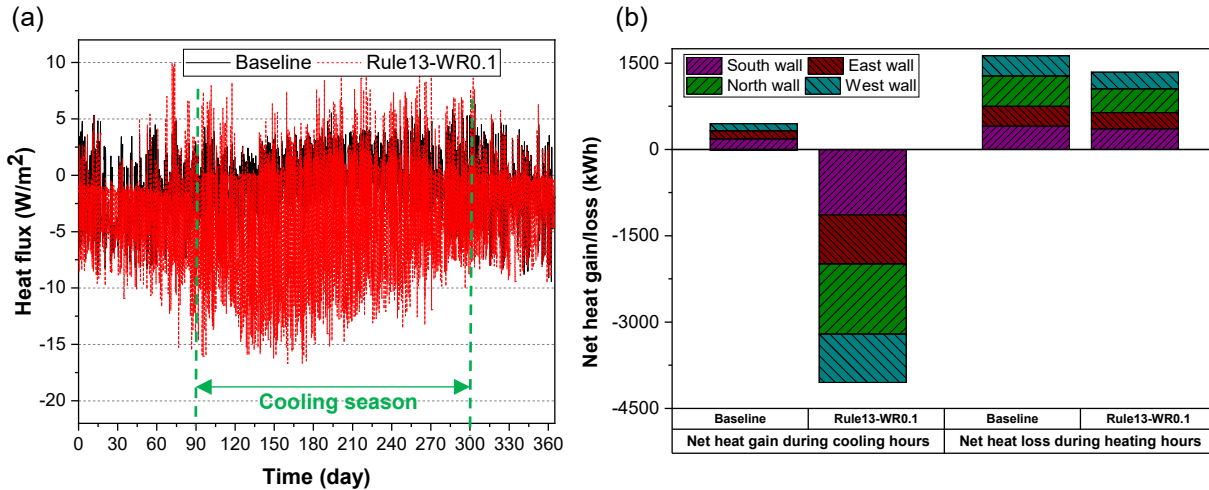 (a)
Baseline Rule13-WR0.1
10
5
0
-5
-10
-15
-20
Heat flux (W/m²)
Cooling season
0 30 60 90 120 150 180 210 240 270 300 330 360
Time (day)
(b)
South wall East wall
North wall West wall
1500
0
-1500
-3000
-4500
Net heat gain/loss (kWh)
Baseline Rule13-WR0.1 Baseline Rule13-WR0.1
Net heat gain during cooling hours Net heat loss during heating hours